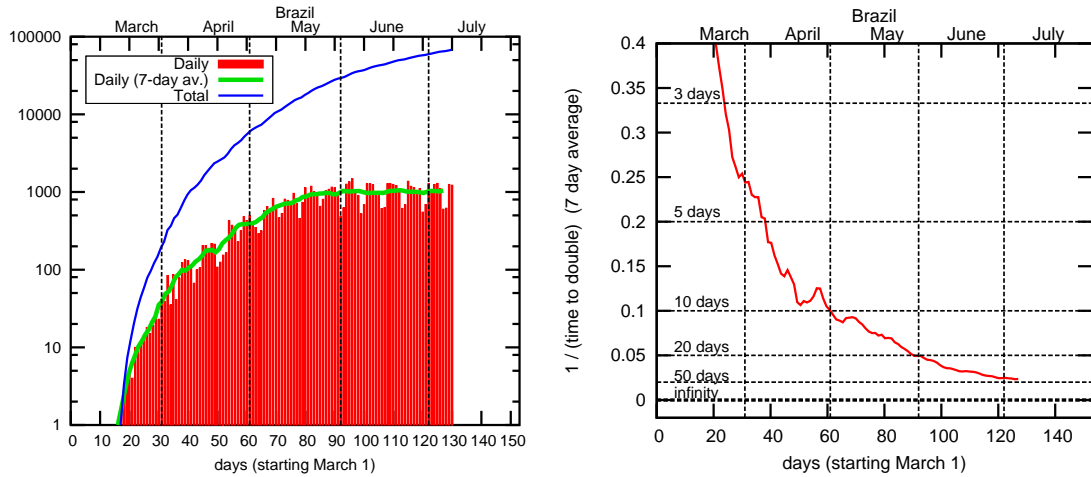 Brazil
March April May June July
100000
10000
1000
100
10
1
Daily
Daily (7-day av.)
Total
0 10 20 30 40 50 60 70 80 90 100 110 120 130 150
days (starting March 1)
Brazil
March April May June July
1 / (time to double) (7 day average)
0.4
0.35
0.3
0.25
0.2
0.15
0.1
0.05
0
3 days
5 days
10 days
20 days
50 days
infinity
0 20 40 60 80 100 120 140
days (starting March 1)